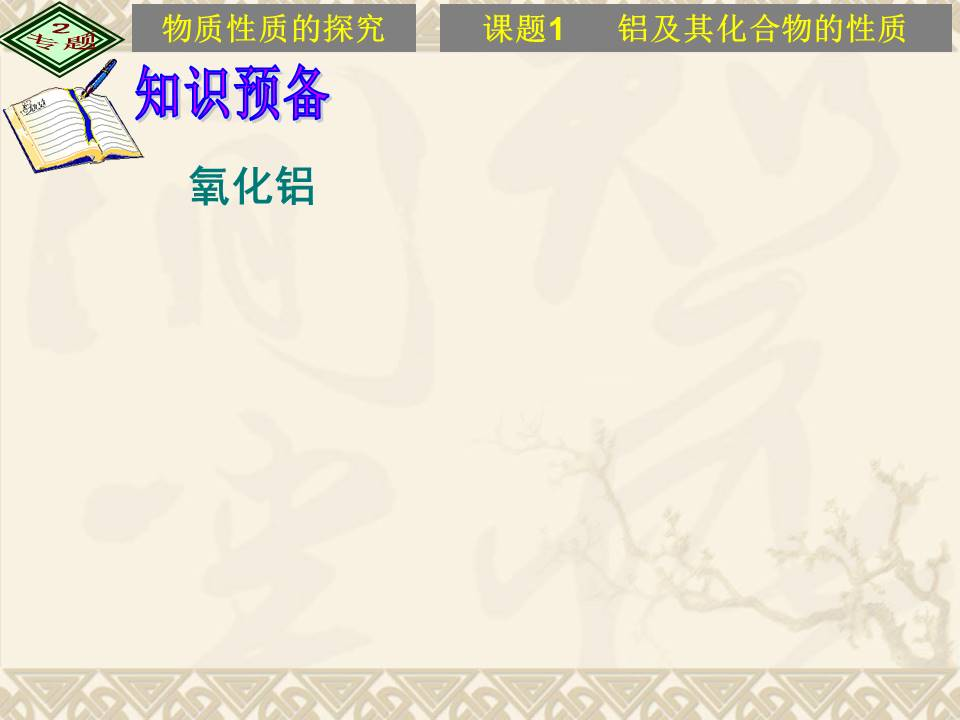 2
专题
物质性质的探究
课题1 铝及其化合物的性质
知识预备
氧化铝